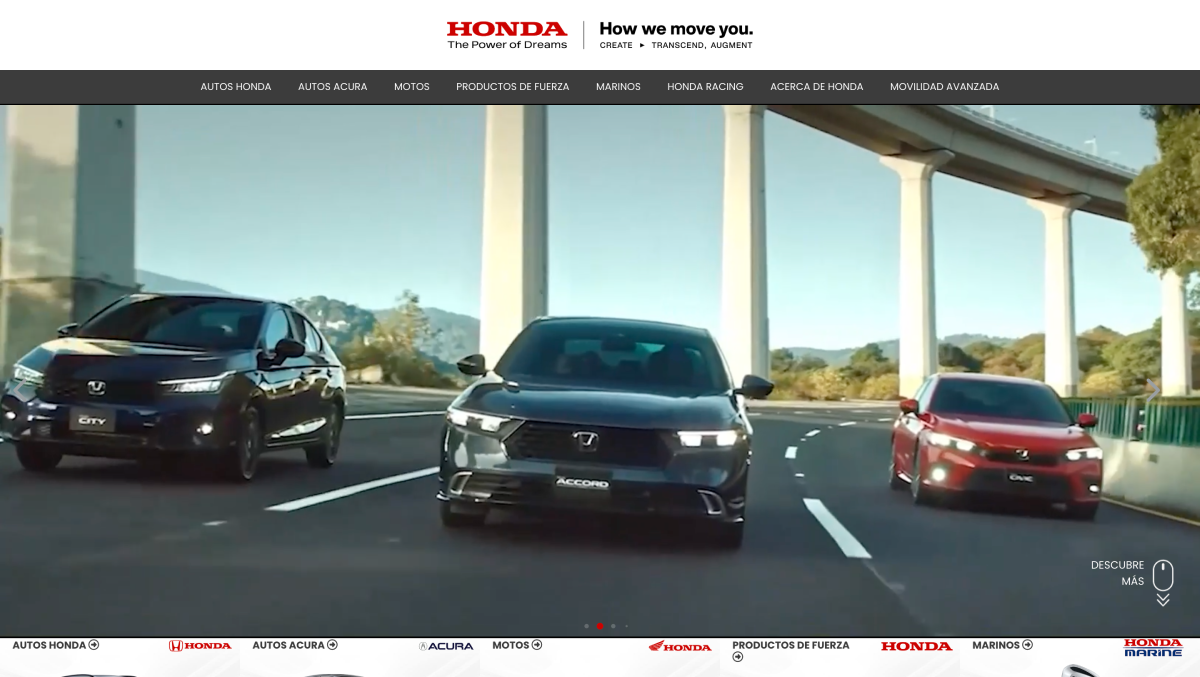 HONDA
The Power of Dreams
How we move you.
CREATE ▸ TRANSCEND, AUGMENT
AUTOS HONDA AUTOS ACURA MOTOS PRODUCTOS DE FUERZA MARINOS HONDA RACING ACERCA DE HONDA MOVILIDAD AVANZADA
CITY
ACCORD
CIVIC
DESCUBRE
MÁS
AUTOS HONDA
HONDA
AUTOS ACURA
ACURA
MOTOS
HONDA
PRODUCTOS DE FUERZA
HONDA
MARINOS
HONDA
MARINE